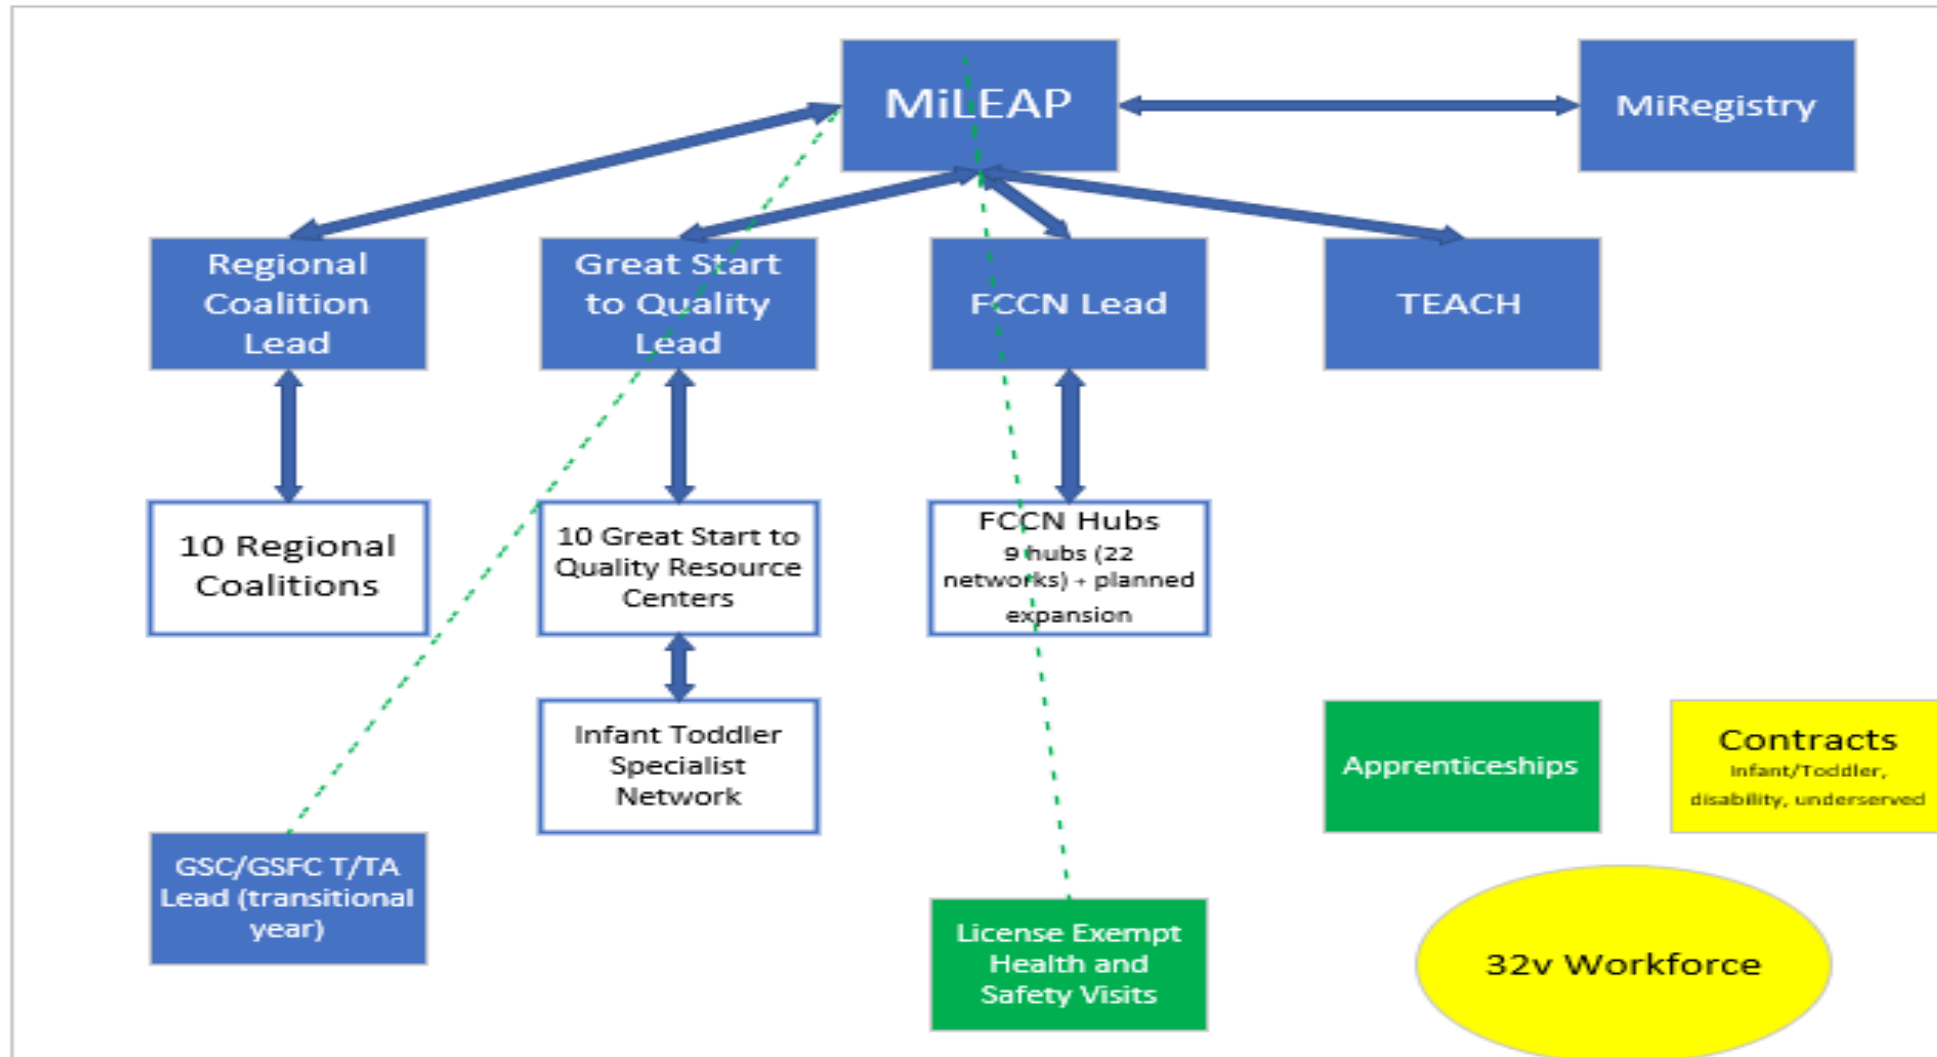 MiLEAP
MiRegistry
Regional
Coalition
Lead
Great Start
to Quality
Lead
FCCN Lead
TEACH
10 Regional
Coalitions
10 Great Start to
Quality Resource
Centers
FCCN Hubs
9 hubs (22
networks) + planned
expansion
Infant Toddler
Specialist
Network
Apprenticeships
Contracts
Infant/Toddler,
disability, underserved
GSC/GSFC T/TA
Lead (transitional
year)
License Exempt
Health and
Safety Visits
32v Workforce